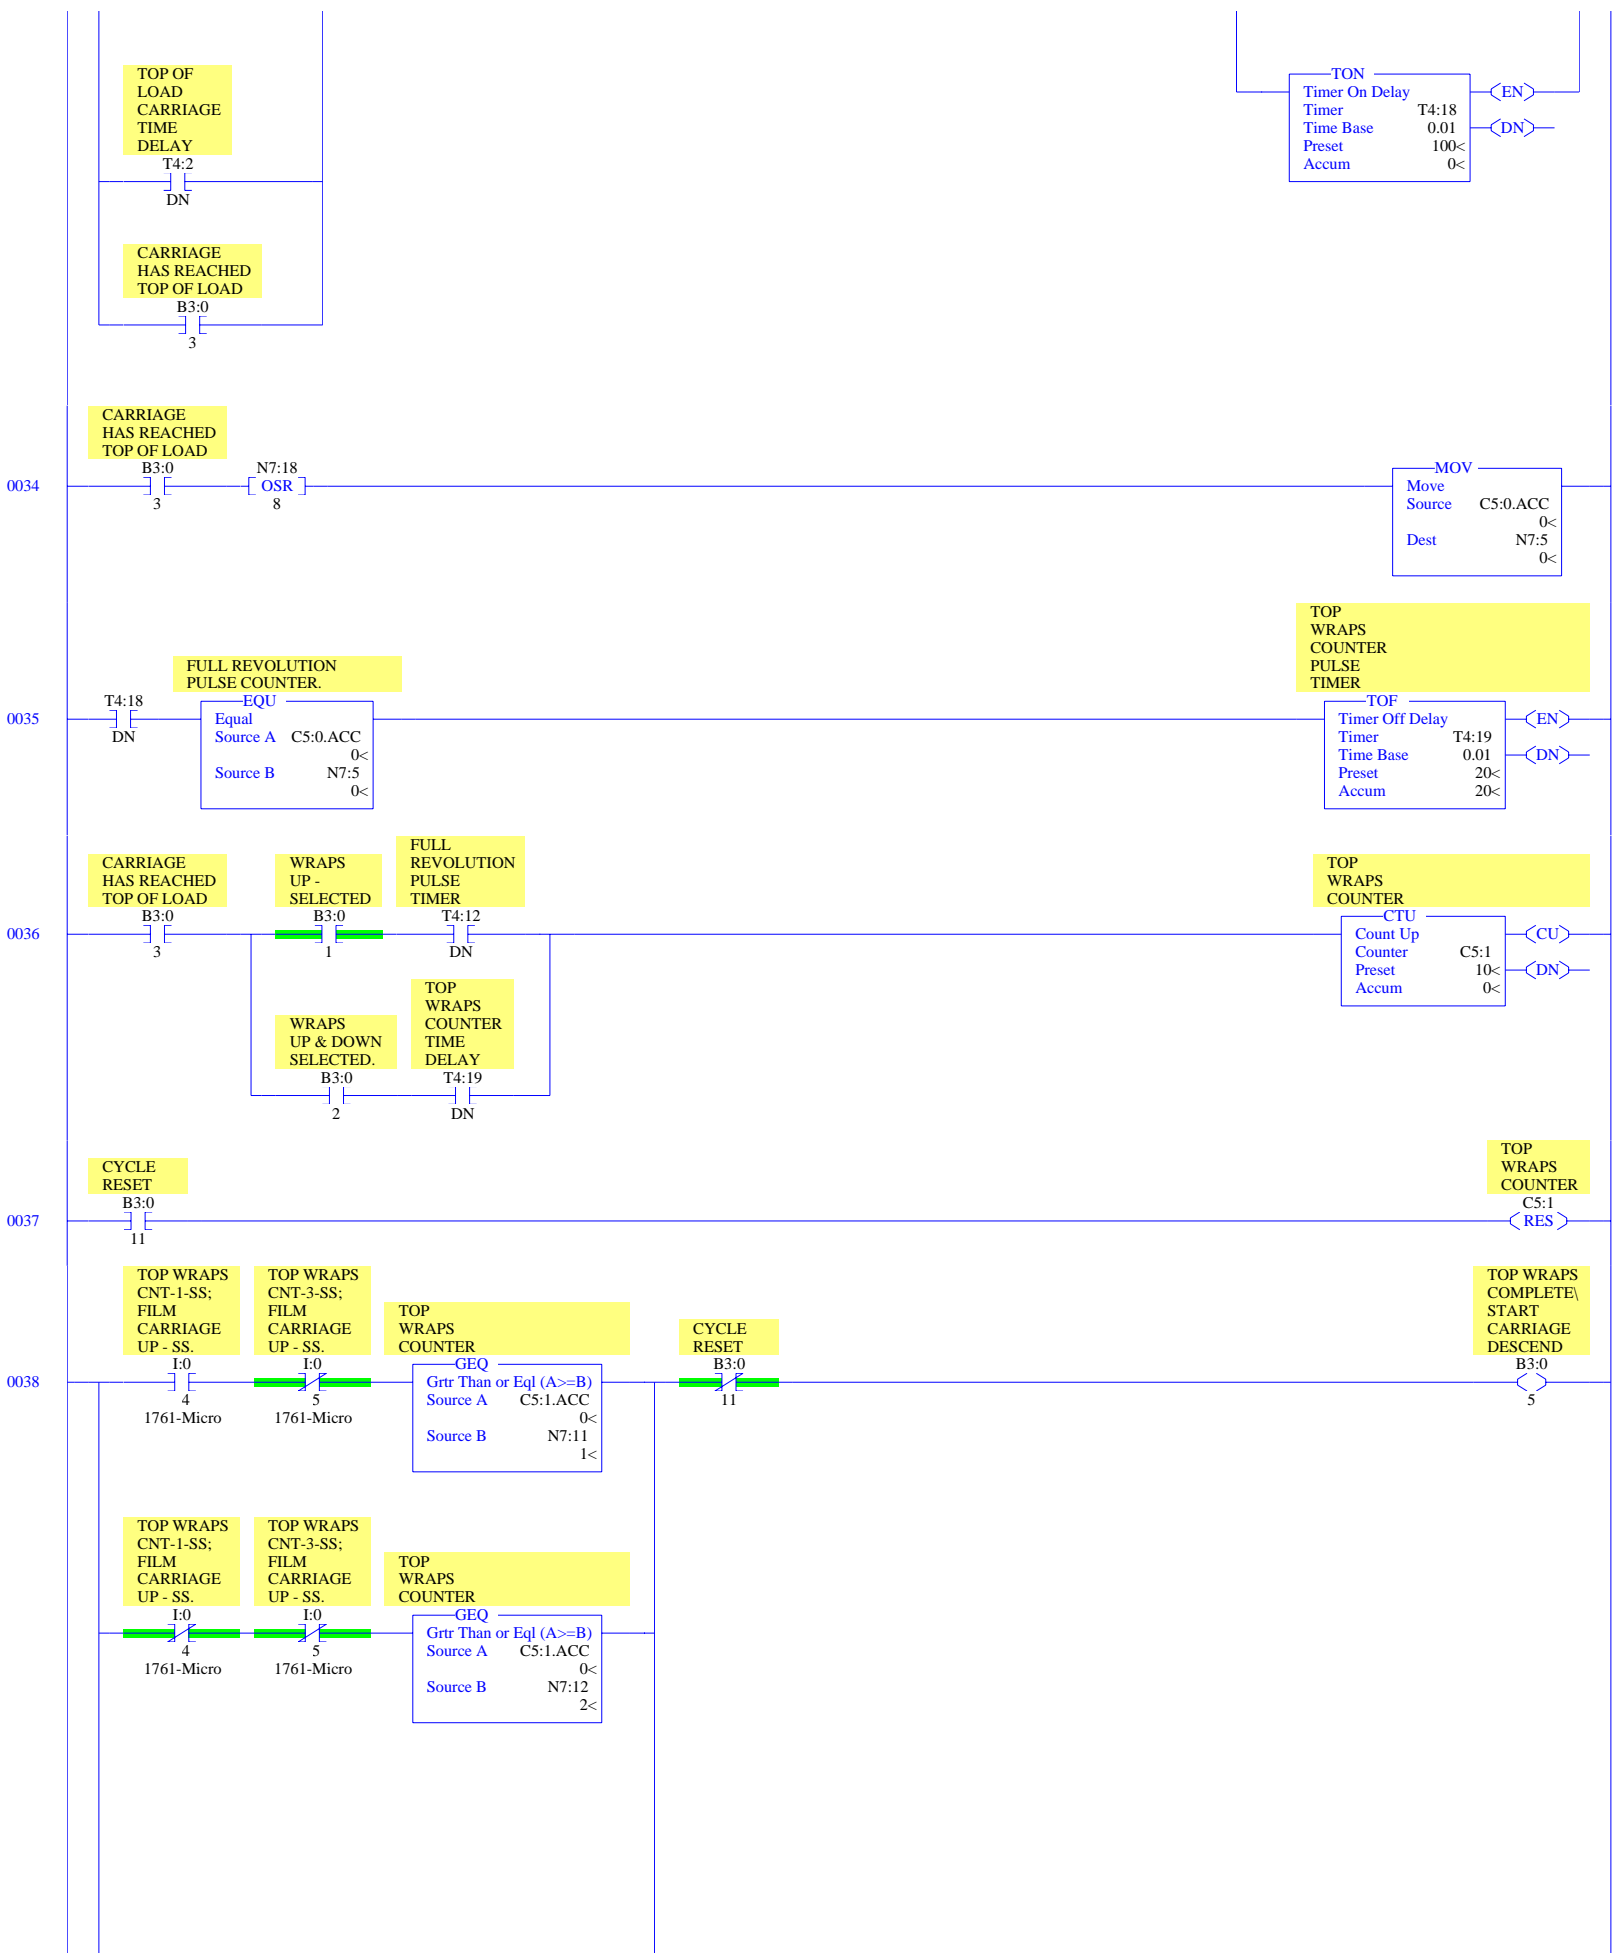 TOP OF
LOAD
CARRIAGE
TIME
DELAY
T4:2
DN
TON
Timer On Delay
Timer T4:18
Time Base 0.01
Preset 100<
Accum 0<
EN
DN
CARRIAGE
HAS REACHED
TOP OF LOAD
B3:0
3
0034
CARRIAGE
HAS REACHED
TOP OF LOAD
B3:0
3
N7:18
OSR
8
MOV
Move
Source C5:0.ACC
0<
Dest N7:5
0<
0035
T4:18
DN
FULL REVOLUTION
PULSE COUNTER.
EQU
Equal
Source A C5:0.ACC
0<
Source B N7:5
0<
TOP
WRAPS
COUNTER
PULSE
TIMER
TOF
Timer Off Delay
Timer T4:19
Time Base 0.01
Preset 20<
Accum 20<
EN
DN
0036
CARRIAGE
HAS REACHED
TOP OF LOAD
B3:0
3
WRAPS
UP -
SELECTED
B3:0
1
FULL
REVOLUTION
PULSE
TIMER
T4:12
DN
WRAPS
UP & DOWN
SELECTED.
B3:0
2
TOP
WRAPS
COUNTER
TIME
DELAY
T4:19
DN
TOP
WRAPS
COUNTER
CTU
Count Up
Counter C5:1
Preset 10<
Accum 0<
CU
DN
0037
CYCLE
RESET
B3:0
11
TOP
WRAPS
COUNTER
C5:1
RES
0038
TOP WRAPS
CNT-1-SS;
FILM
CARRIAGE
UP - SS.
I:0
4
1761-Micro
TOP WRAPS
CNT-3-SS;
FILM
CARRIAGE
UP - SS.
I:0
5
1761-Micro
TOP
WRAPS
COUNTER
GEQ
Grtr Than or Eql (A>=B)
Source A C5:1.ACC
0<
Source B N7:11
1<
CYCLE
RESET
B3:0
11
TOP WRAPS
COMPLETE\
START
CARRIAGE
DESCEND
B3:0
5
TOP WRAPS
CNT-1-SS;
FILM
CARRIAGE
UP - SS.
I:0
4
1761-Micro
TOP WRAPS
CNT-3-SS;
FILM
CARRIAGE
UP - SS.
I:0
5
1761-Micro
TOP
WRAPS
COUNTER
GEQ
Grtr Than or Eql (A>=B)
Source A C5:1.ACC
0<
Source B N7:12
2<